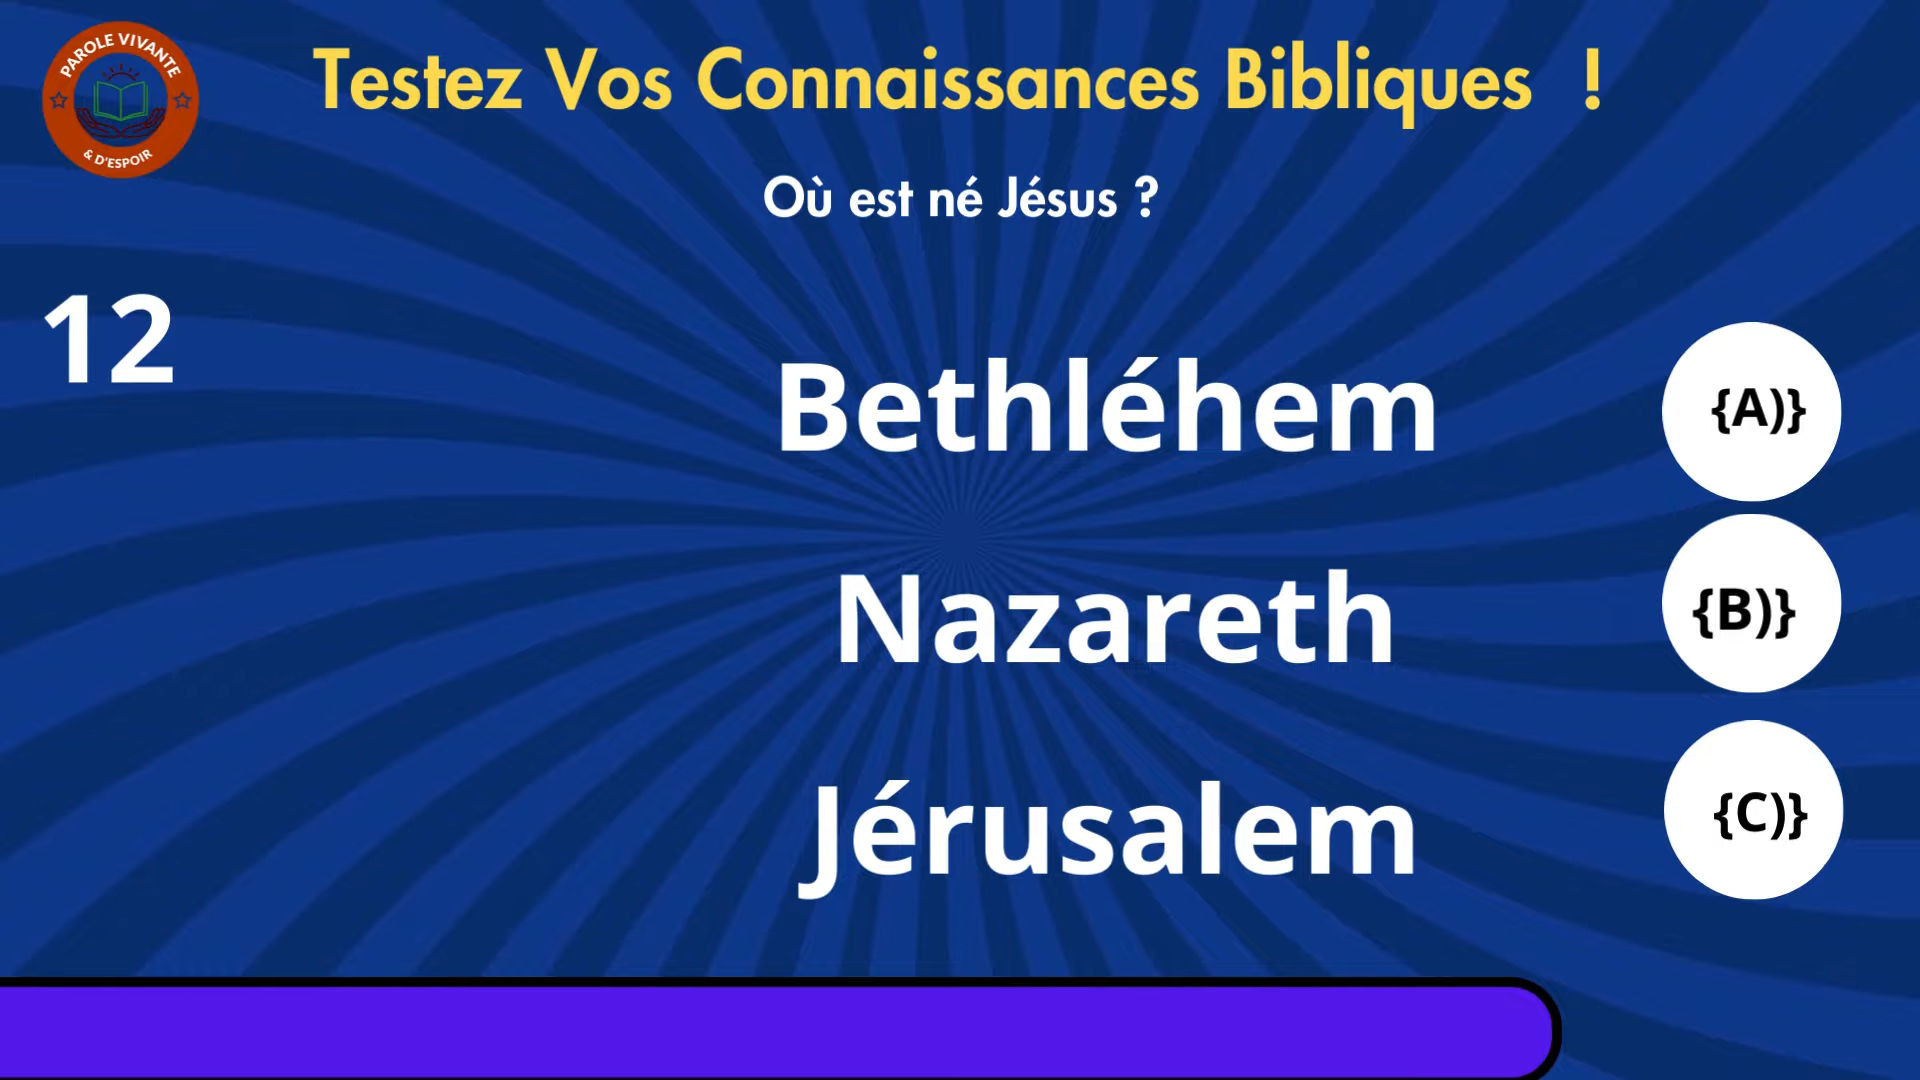 PAROLE VIVANTE
& D'ESPOIR
Testez Vos Connaissances Bibliques !
Où est né Jésus ?
12
Bethléhem
{A)}
Nazareth
{B)}
Jérusalem
{C)}